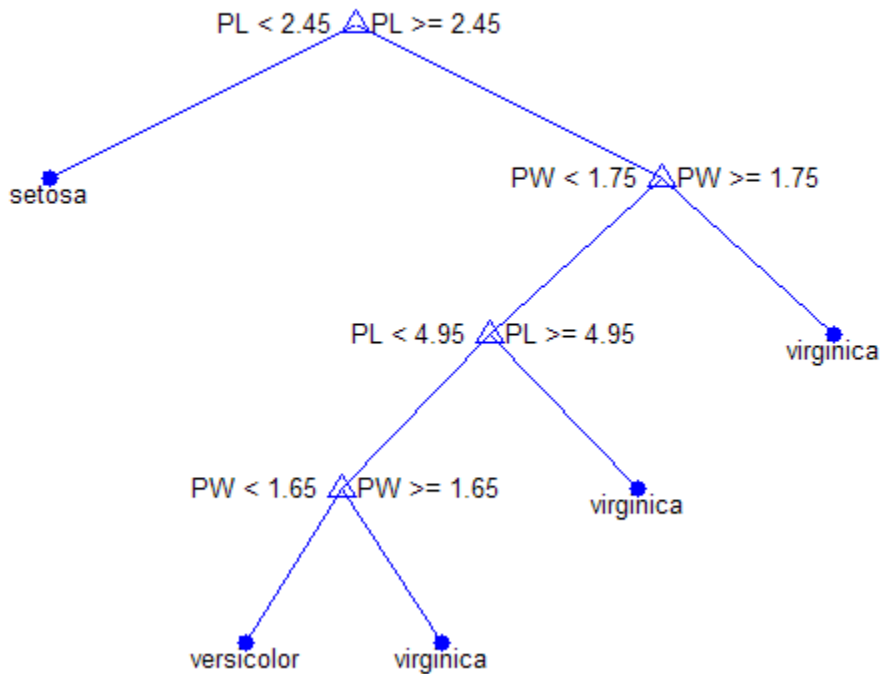 PL < 2.45 PL >= 2.45
setosa
PW < 1.75 PW >= 1.75
PL < 4.95 PL >= 4.95
virginica
PW < 1.65 PW >= 1.65
virginica
versicolor
virginica